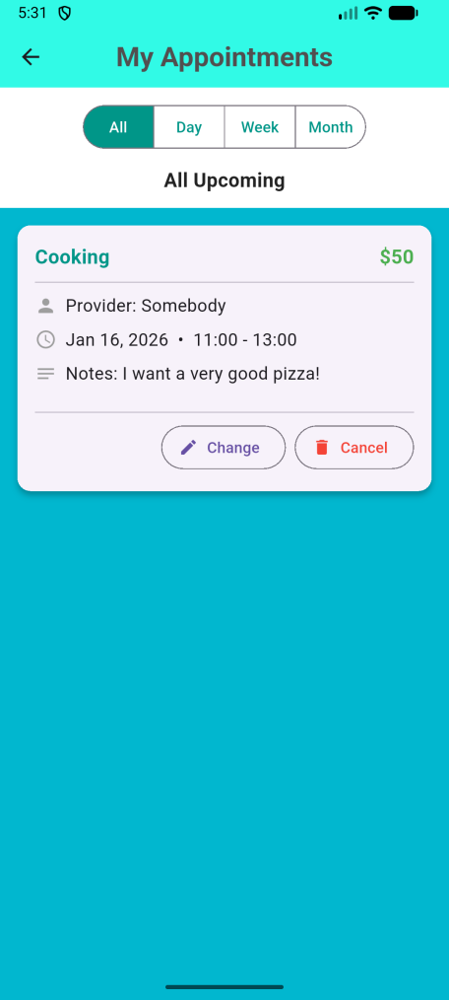 5:31
My Appointments
All Day Week Month
All Upcoming
Cooking $50
Provider: Somebody
Jan 16, 2026 • 11:00 - 13:00
Notes: I want a very good pizza!
Change Cancel